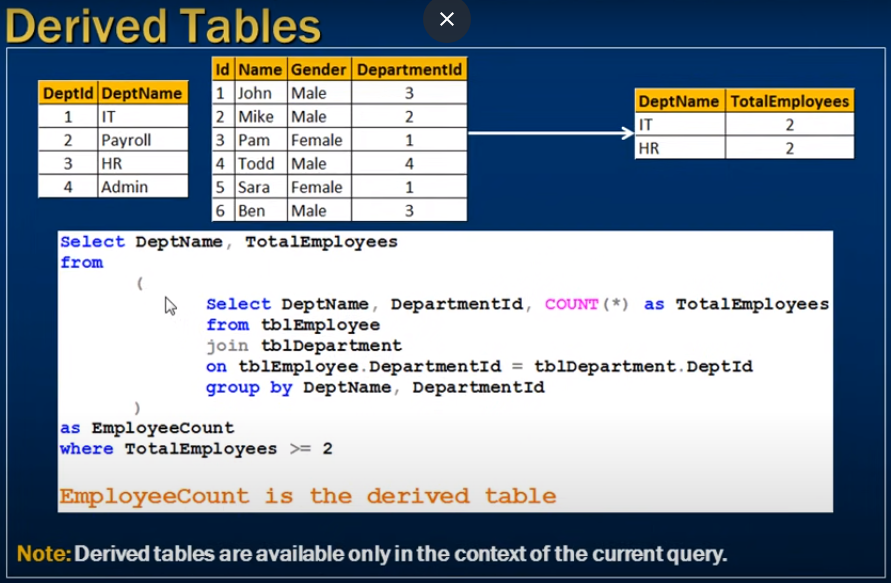 Derived Tables
DeptId DeptName
1 IT
2 Payroll
3 HR
4 Admin
Id Name Gender DepartmentId
1 John Male 3
2 Mike Male 2
3 Pam Female 1
4 Todd Male 4
5 Sara Female 1
6 Ben Male 3
DeptName TotalEmployees
IT 2
HR 2
Select DeptName, TotalEmployees
from
(
Select DeptName, DepartmentId, COUNT(*) as TotalEmployees
from tblEmployee
join tblDepartment
on tblEmployee.DepartmentId = tblDepartment.DeptId
group by DeptName, DepartmentId
)
as EmployeeCount
where TotalEmployees >= 2
EmployeeCount is the derived table
Note: Derived tables are available only in the context of the current query.